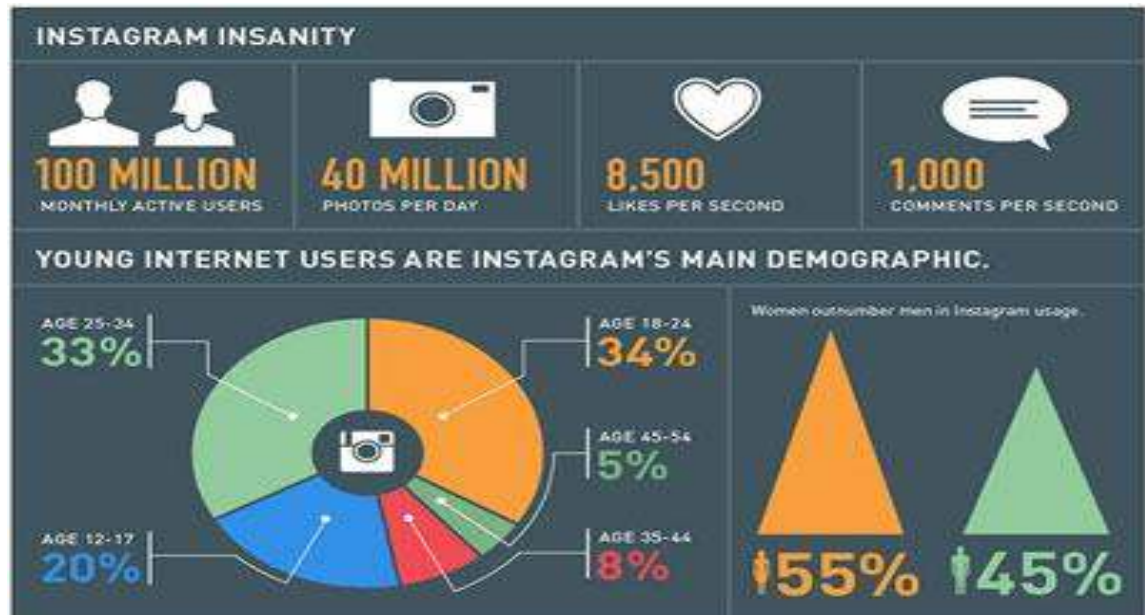 INSTAGRAM INSANITY
100 MILLION
MONTHLY ACTIVE USERS
40 MILLION
PHOTOS PER DAY
8,500
LIKES PER SECOND
1,000
COMMENTS PER SECOND
YOUNG INTERNET USERS ARE INSTAGRAM'S MAIN DEMOGRAPHIC.
AGE 25-34
33%
AGE 18-24
34%
AGE 45-54
5%
AGE 12-17
20%
AGE 35-44
8%
Women outnumber men in Instagram usage.
55%
45%